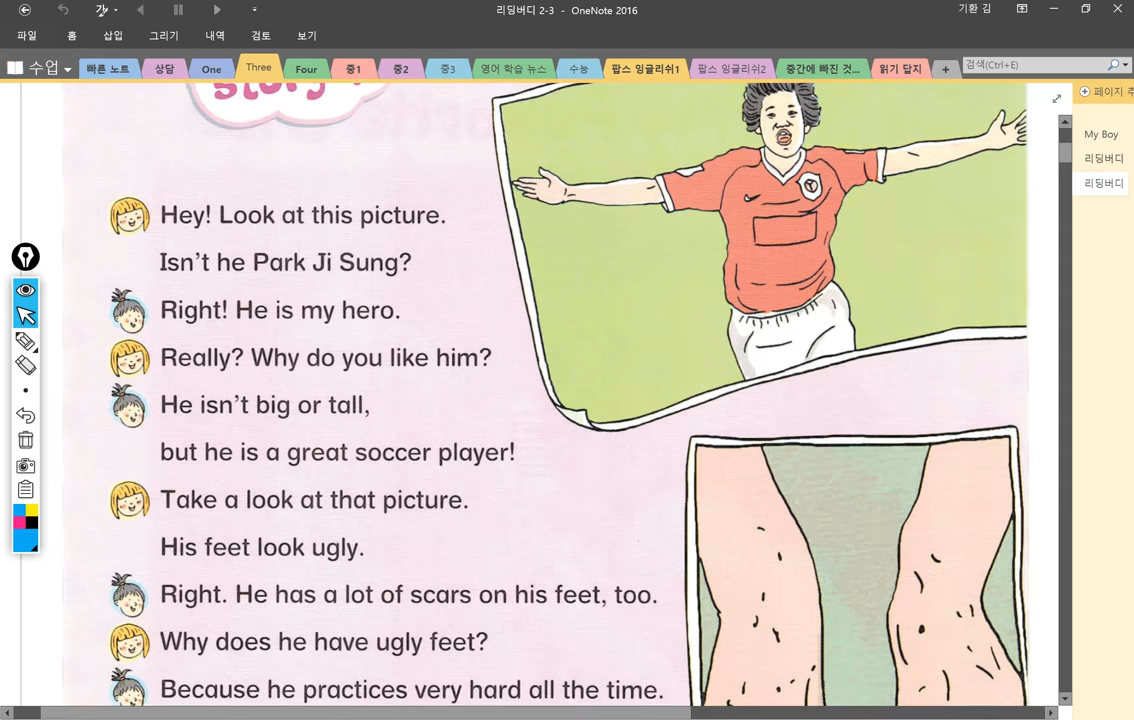 리딩버디 2-3 - OneNote 2016
기환 김
파일 홈 삽입 그리기 내역 검토 보기
수업 빠른 노트 상담 One Three Four 중1 중2 중3 영어 학습 뉴스 수능 팝스 잉글리쉬1 팝스 잉글리쉬2 중간에 빠진 것... 읽기 답지 + 검색(Ctrl+E)
페이지 추
My Boy
리딩버디
리딩버디
story
Hey! Look at this picture.
Isn't he Park Ji Sung?
Right! He is my hero.
Really? Why do you like him?
He isn't big or tall,
but he is a great soccer player!
Take a look at that picture.
His feet look ugly.
Right. He has a lot of scars on his feet, too.
Why does he have ugly feet?
Because he practices very hard all the time.